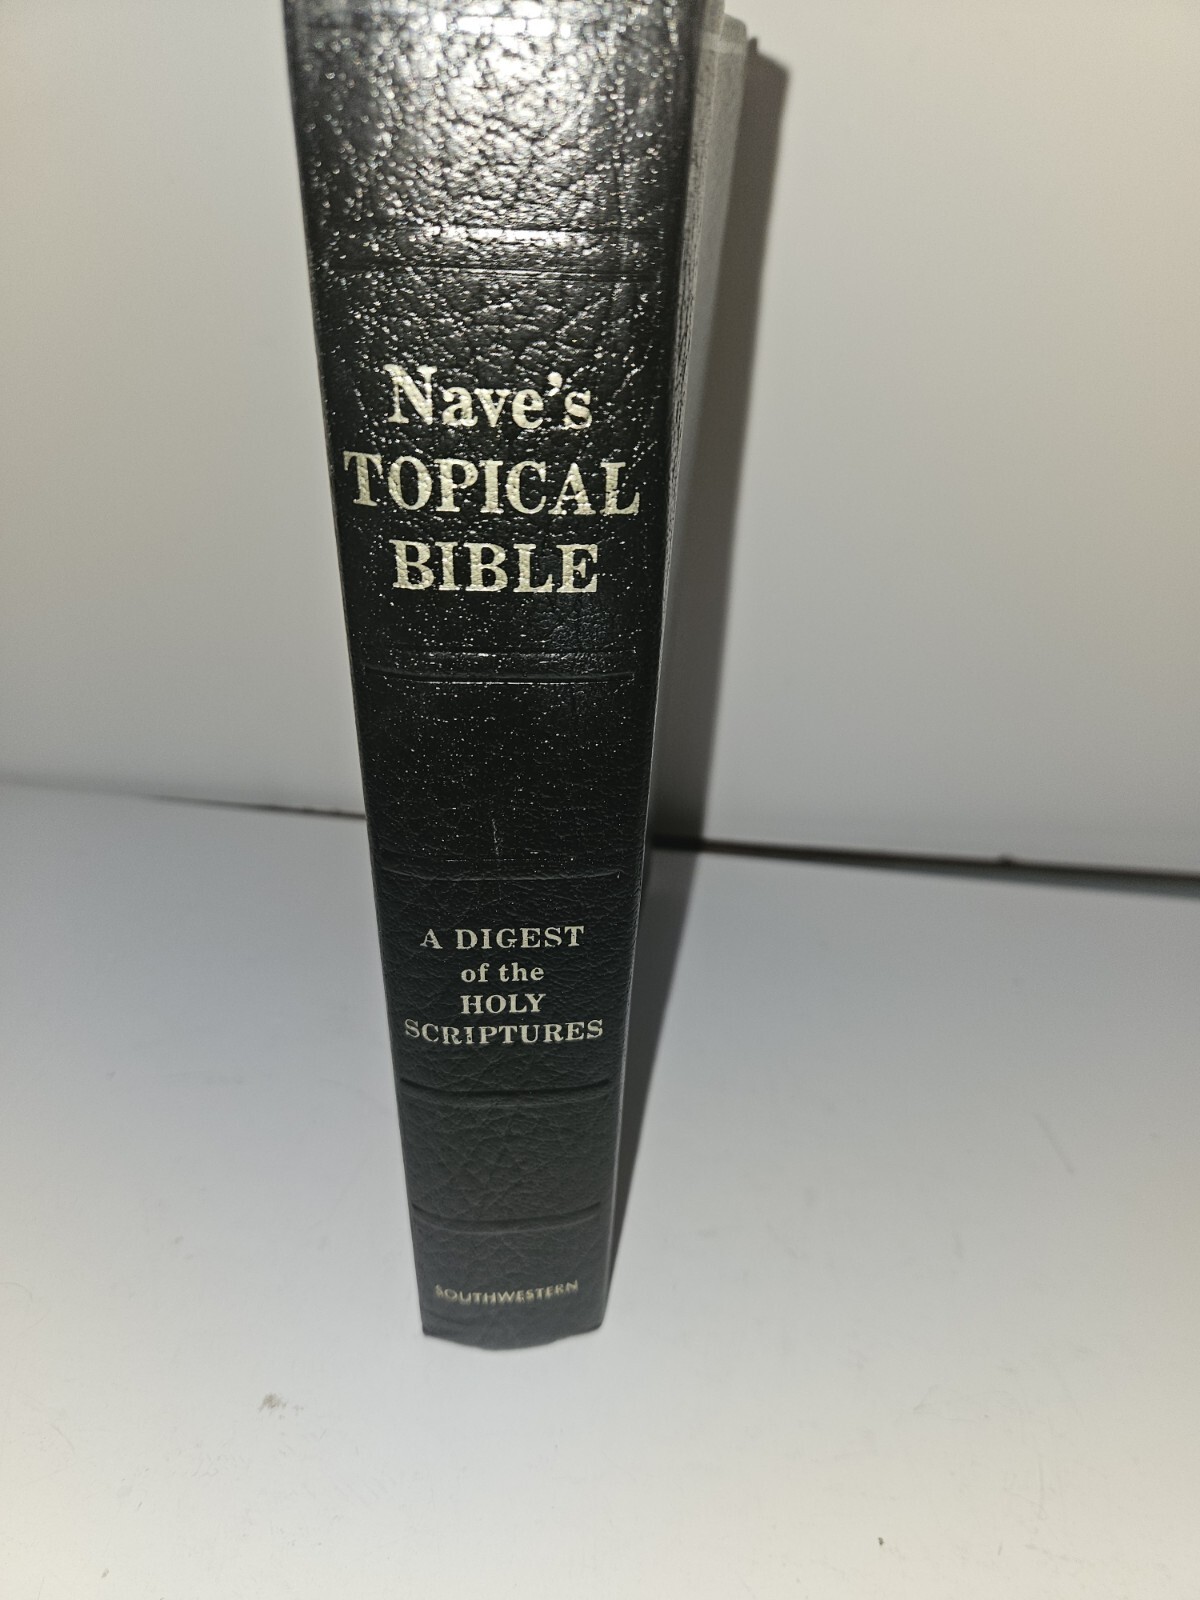 Nave's
TOPICAL
BIBLE
A DIGEST
of the
HOLY
SCRIPTURES
SOUTHWESTERN